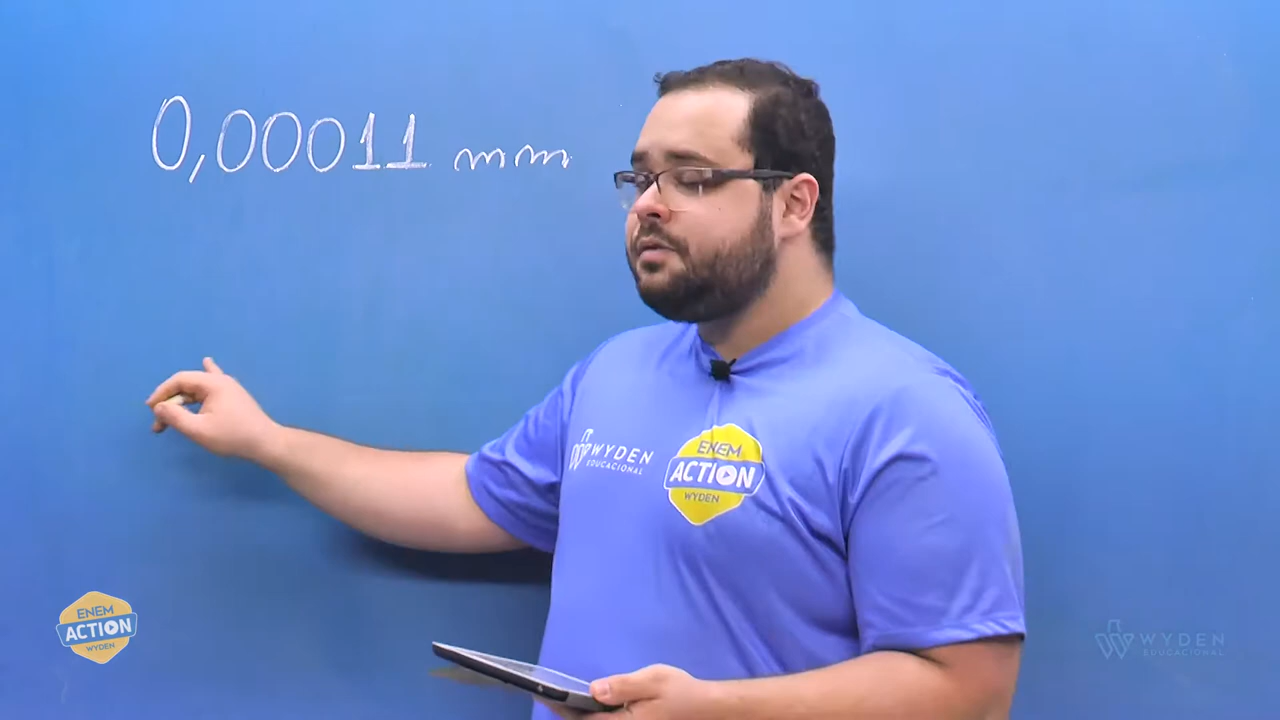 0,00011 mm
WYDEN
EDUCACIONAL
ENEM
ACTION
WYDEN
ENEM
ACTION
WYDEN
WYDEN
EDUCACIONAL